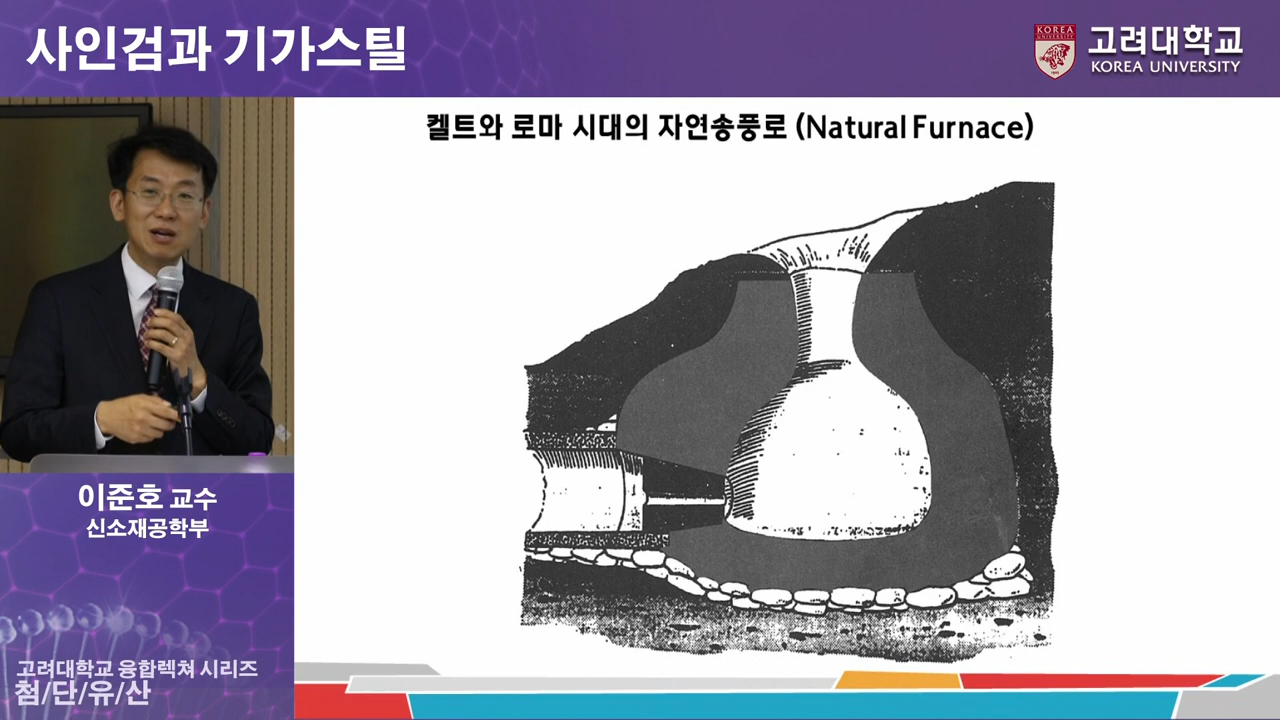 사인검과 기가스틸
KOREA
UNIVERSITY
1905
고려대학교
KOREA UNIVERSITY
켈트와 로마 시대의 자연송풍로 (Natural Furnace)
이준호 교수
신소재공학부
고려대학교 융합렉쳐 시리즈
첨/단/유/산